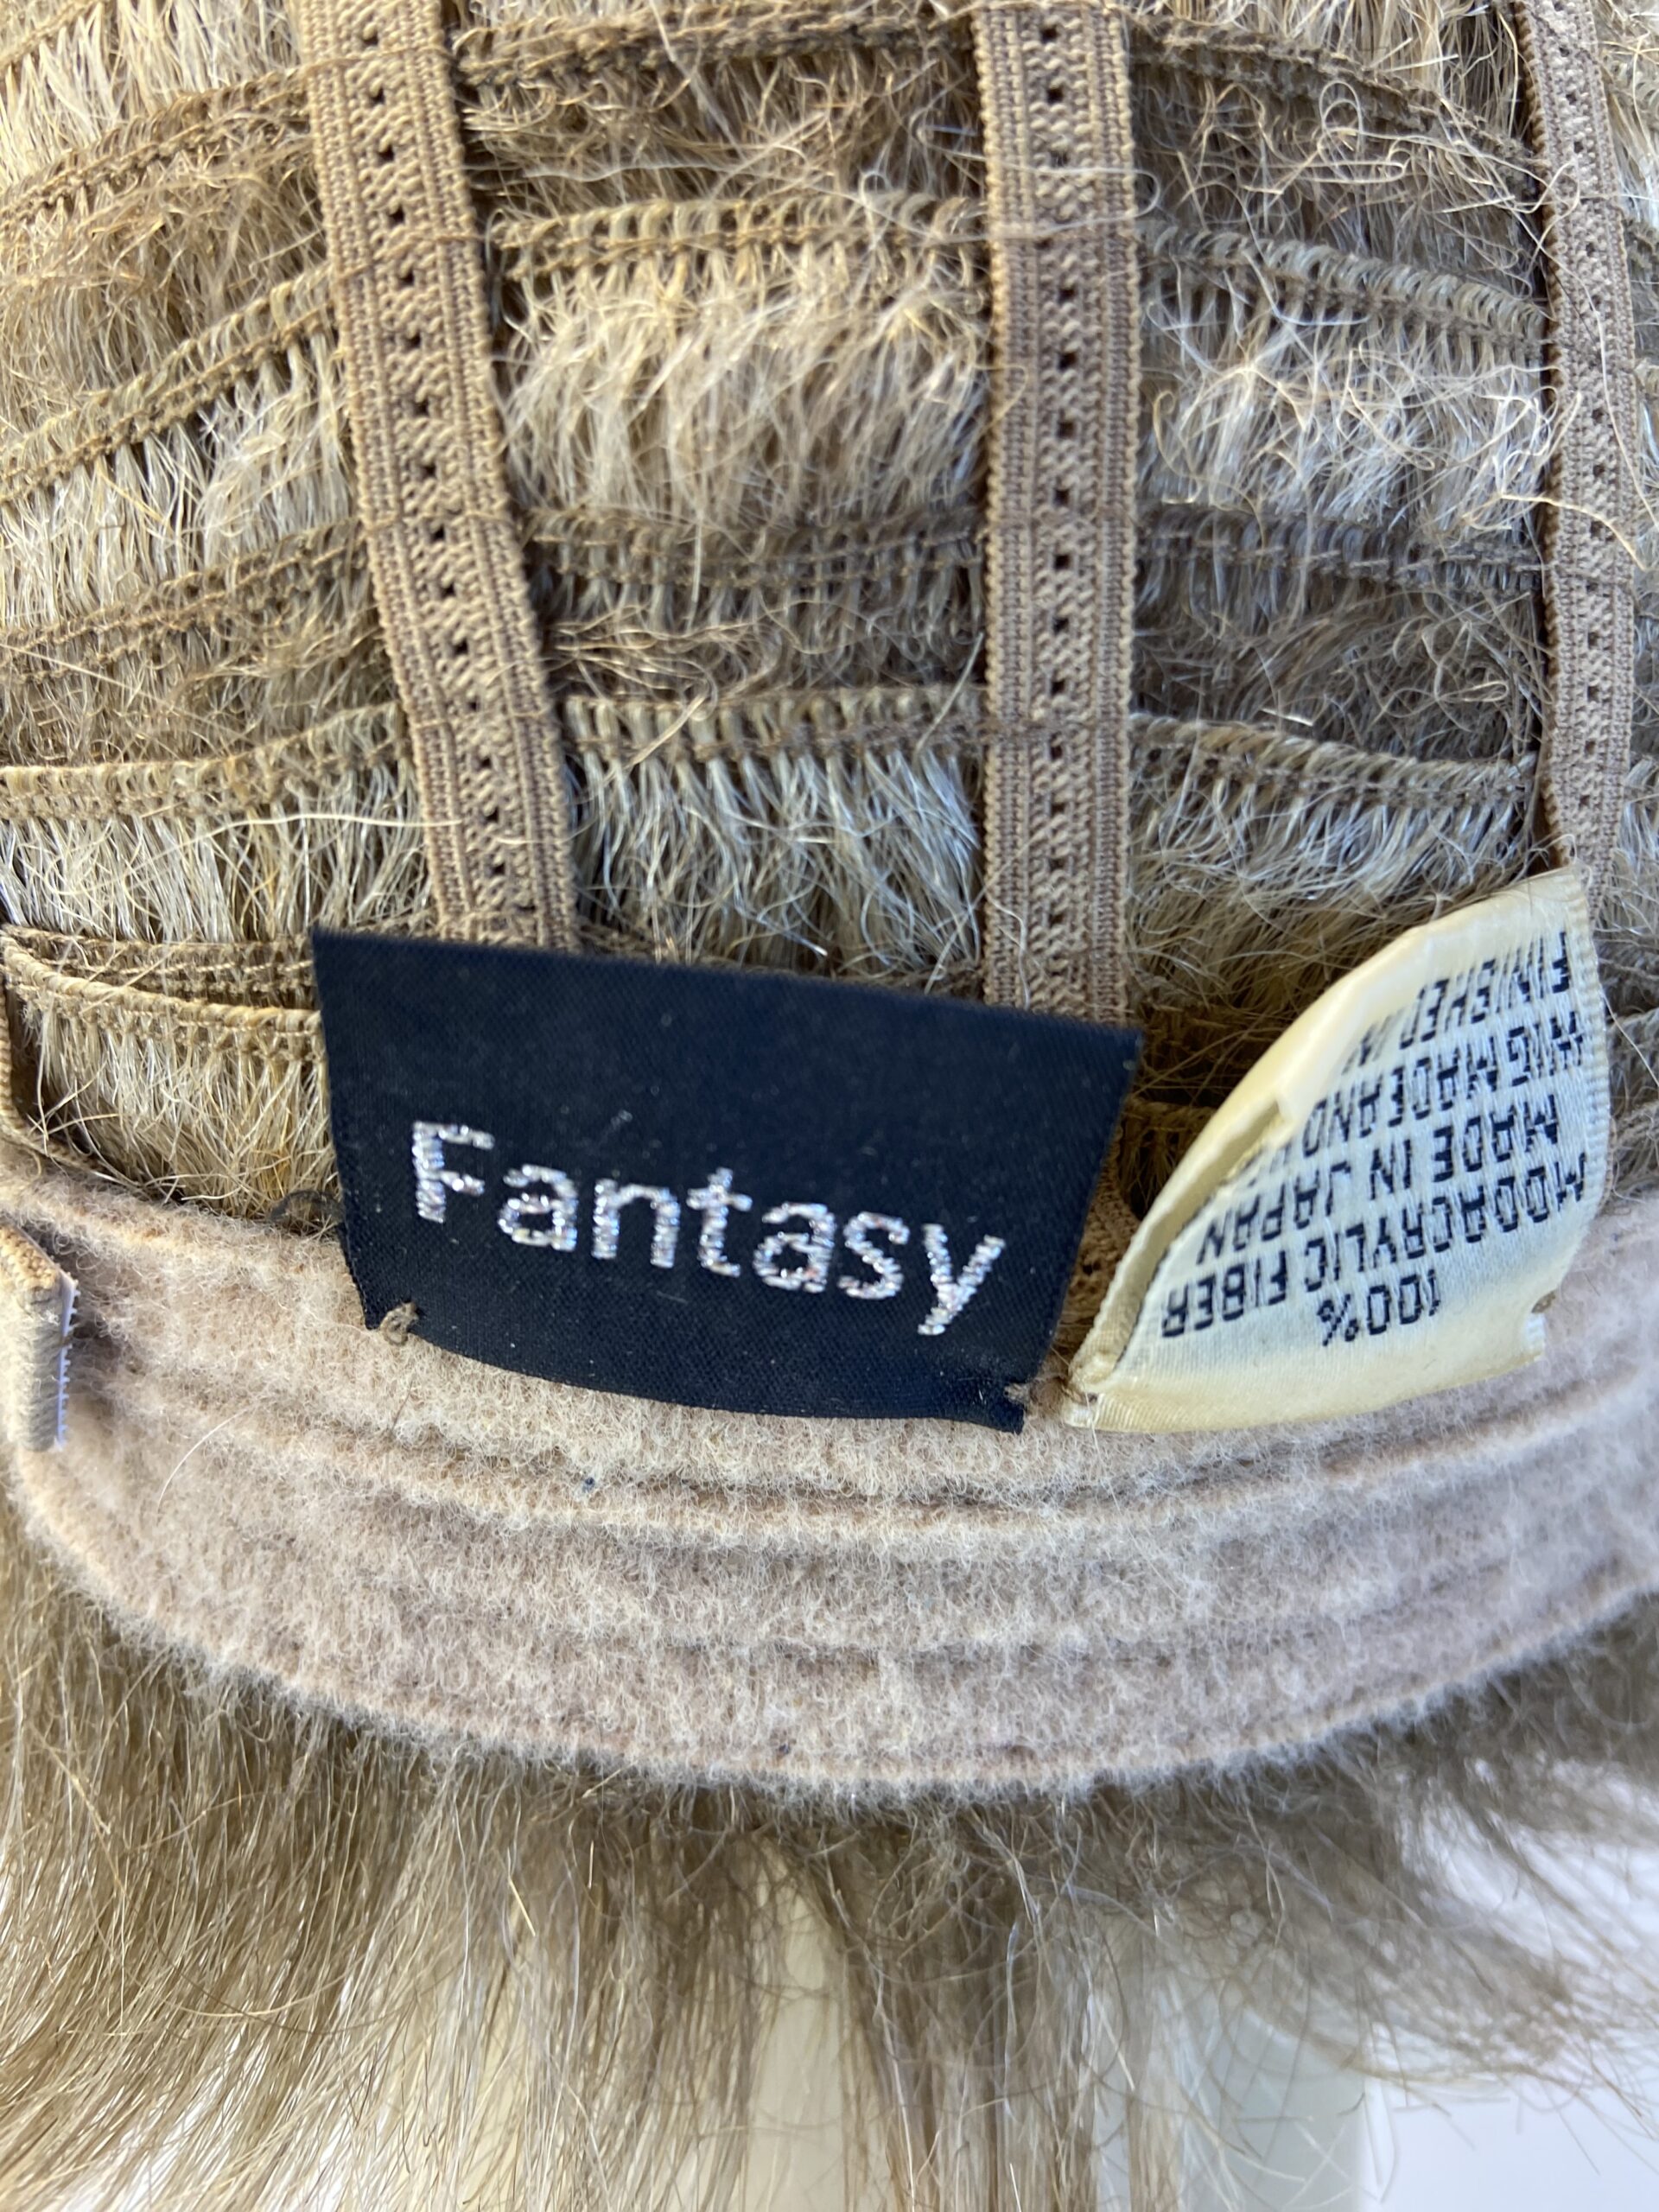 Fantasy
100%
MODACRYLIC FIBER
MADE IN JAPAN
WIG MADE AND
FINISHED IN